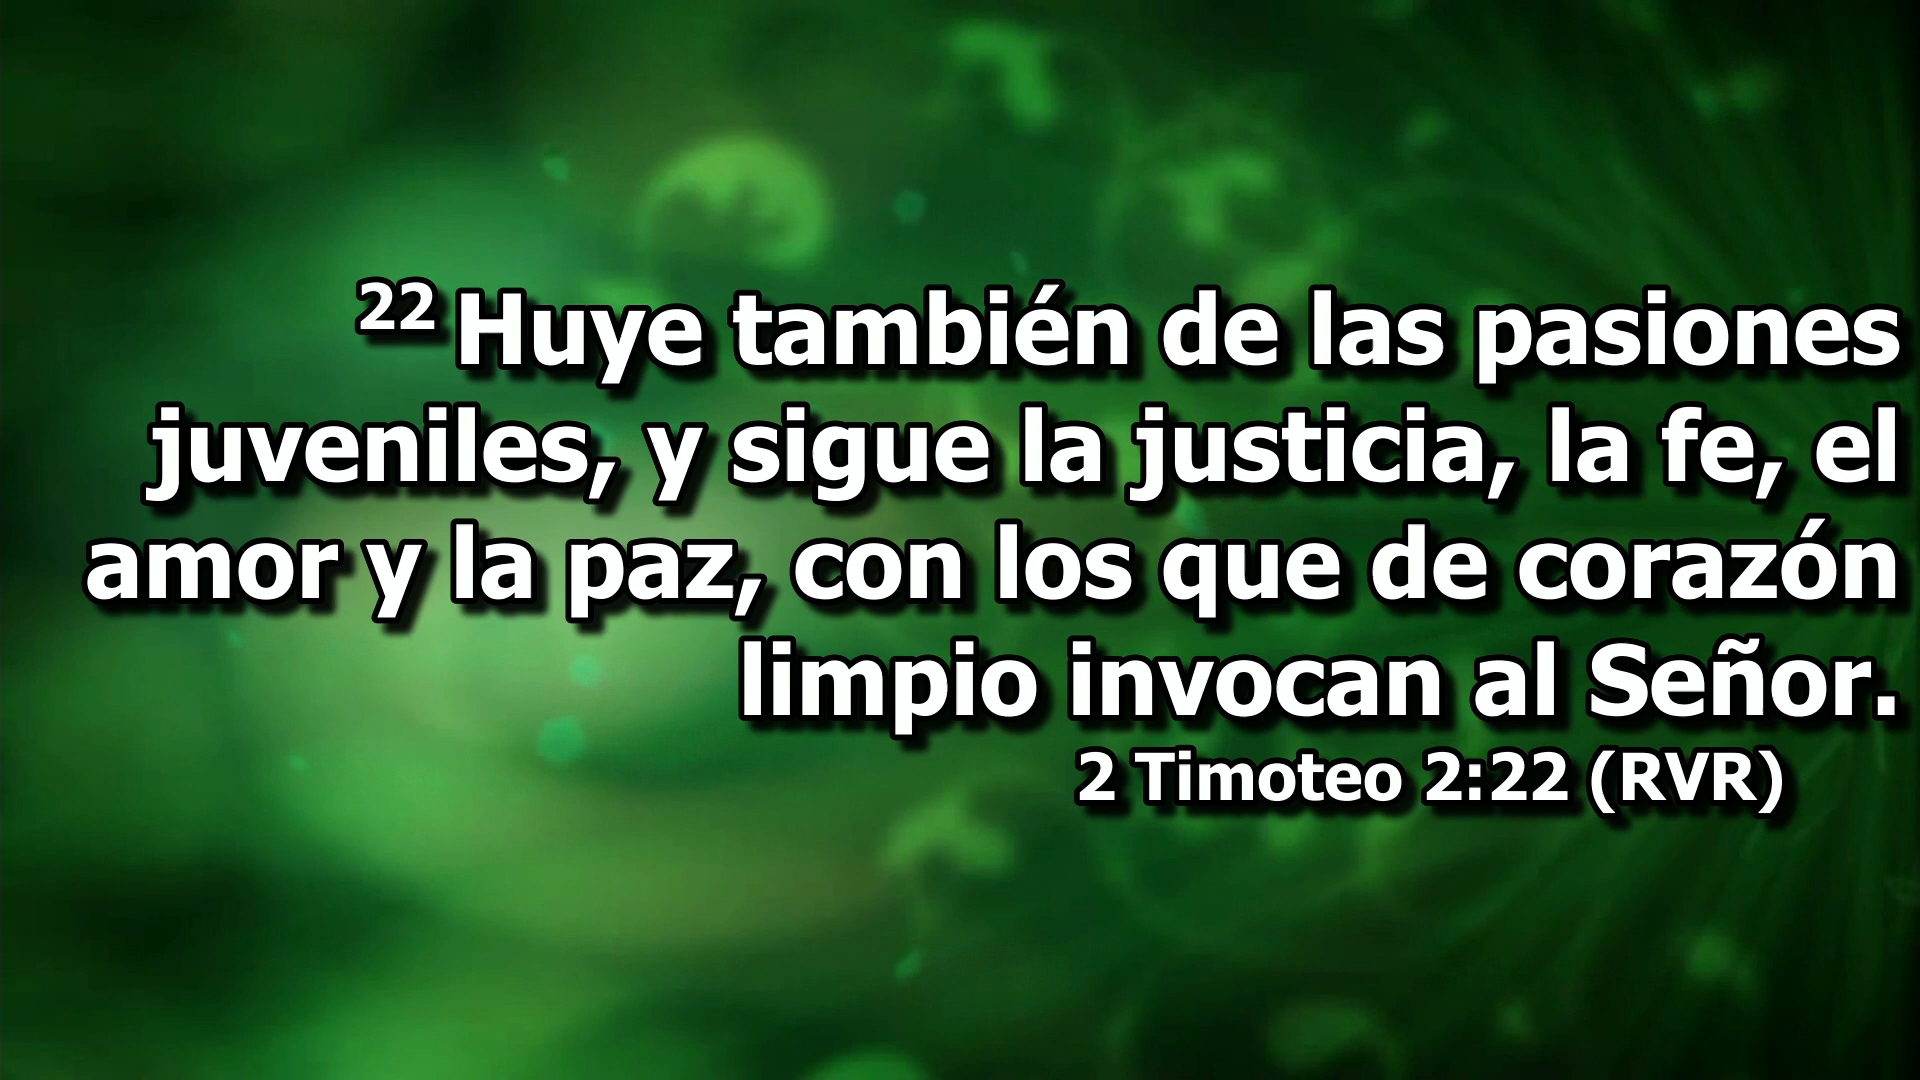 22 Huye también de las pasiones
juveniles, y sigue la justicia, la fe, el
amor y la paz, con los que de corazón
limpio invocan al Señor.
2 Timoteo 2:22 (RVR)